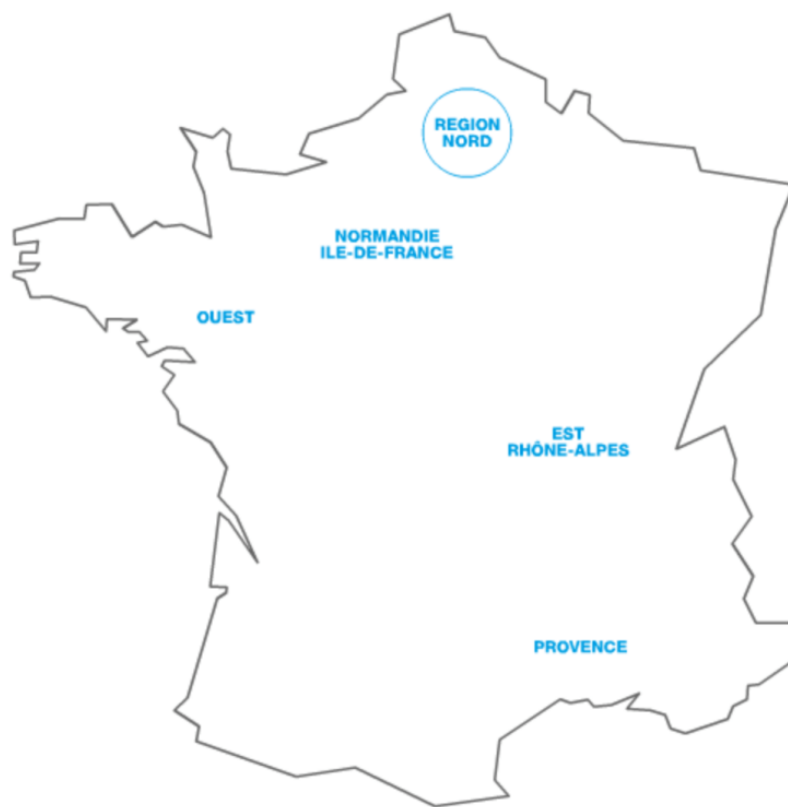 REGION
NORD
NORMANDIE
ILE-DE-FRANCE
OUEST
EST
RHÔNE-ALPES
PROVENCE